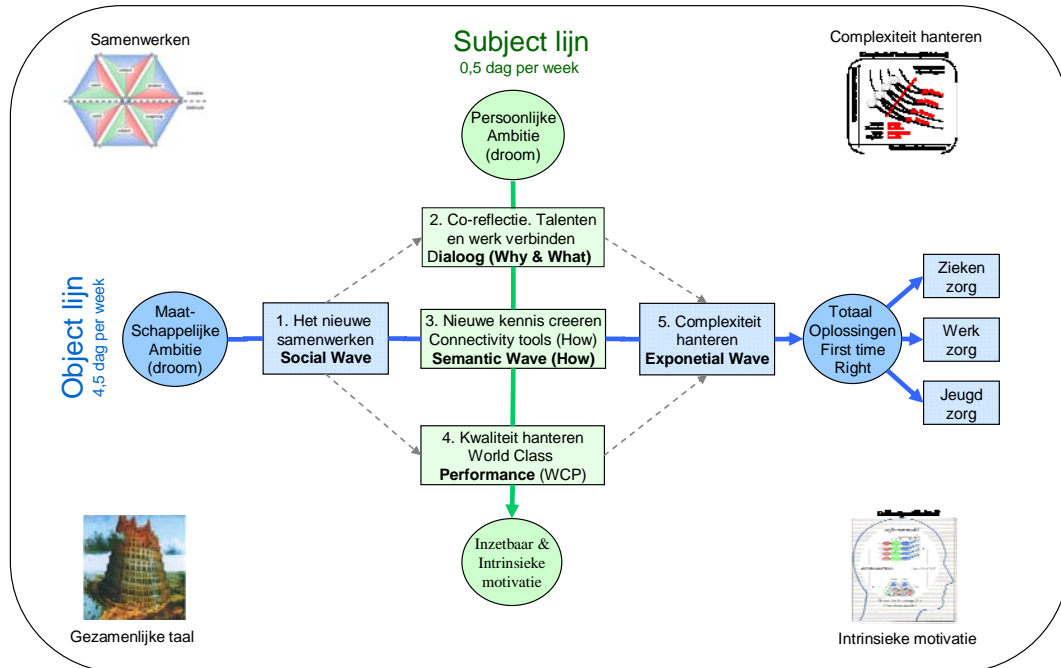 Samenwerken
Subject lijn
0,5 dag per week
Complexiteit hanteren
Creatie
Gebruik
Persoonlijke
Ambitie
(droom)
2. Co-reflectie. Talenten
en werk verbinden
Dialoog (Why & What)
Object lijn
4,5 dag per week
Maat-
Schappelijke
Ambitie
(droom)
1. Het nieuwe
samenwerken
Social Wave
3. Nieuwe kennis creeren
Connectivity tools (How)
Semantic Wave (How)
5. Complexiteit
hanteren
Exponetial Wave
Totaal
Oplossingen
First time
Right
Zieken
zorg
Werk
zorg
Jeugd
zorg
4. Kwaliteit hanteren
World Class
Performance (WCP)
Inzetbaar &
Intrinsieke
motivatie
Gezamenlijke taal
Intrinsieke motivatie